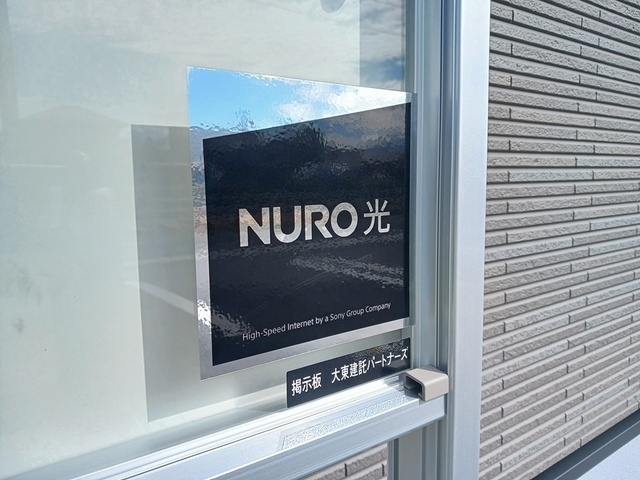 NURO 光
High-Speed Internet by a Sony Group Company
掲示板 大東建託パートナーズ